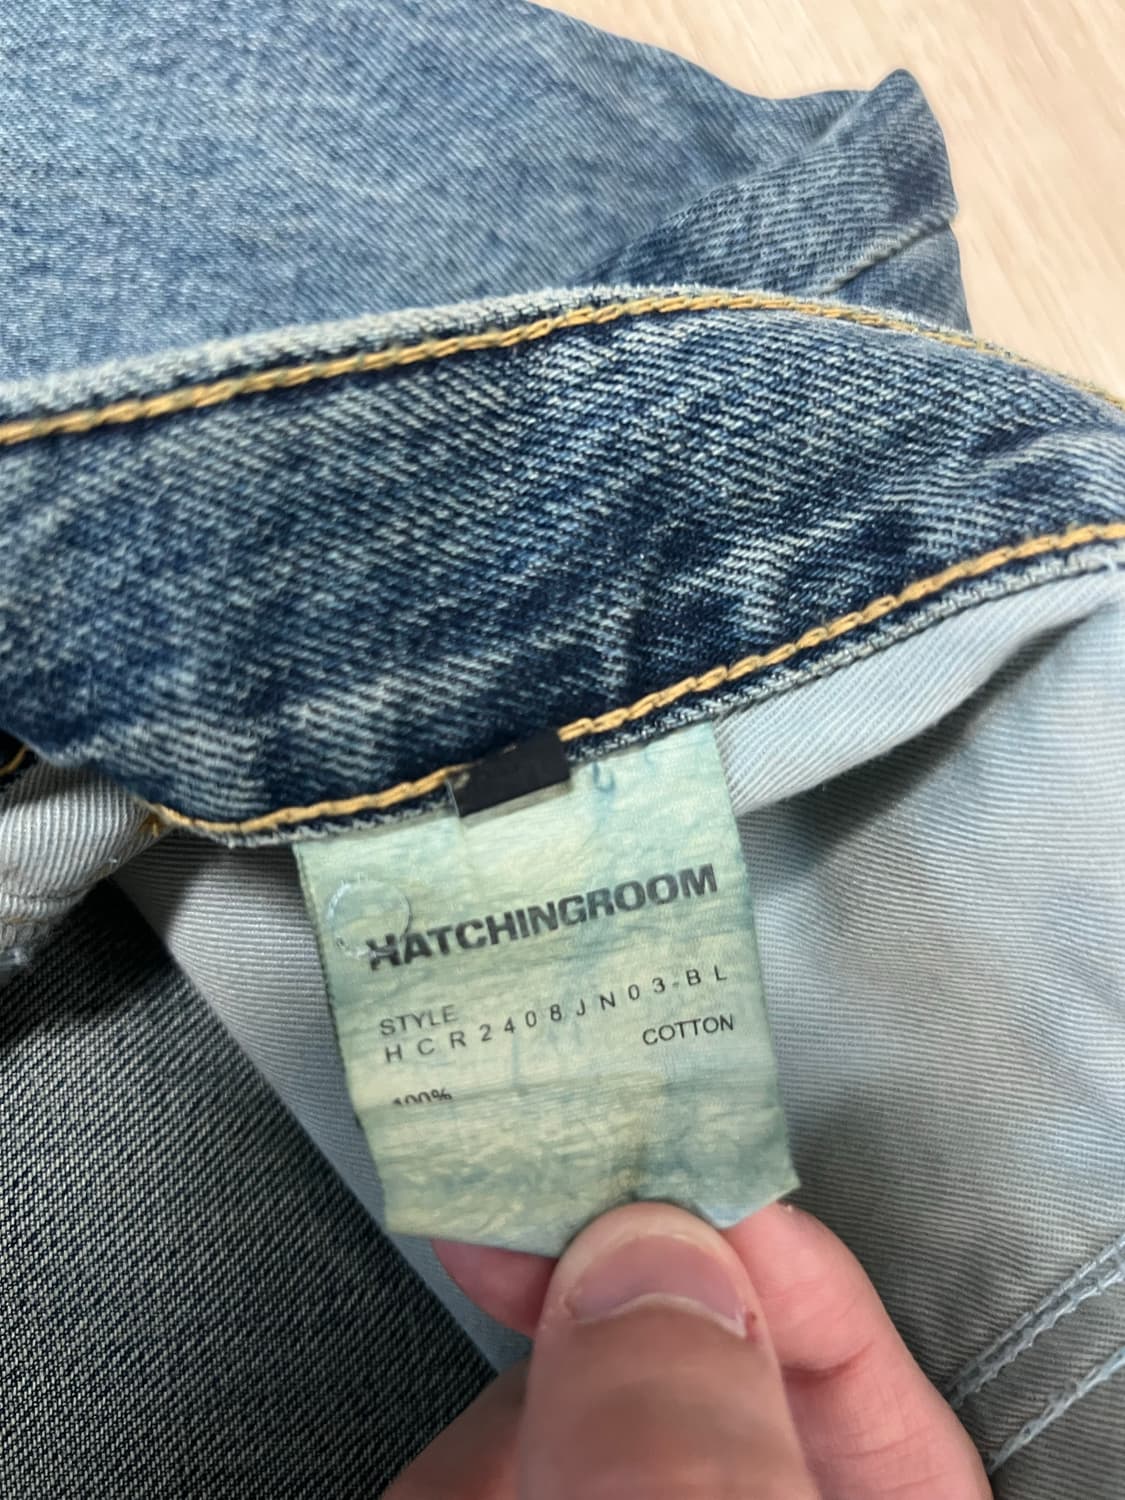 HATCHINGROOM
STYLE
HCR2408JN03-BL
COTTON
100%